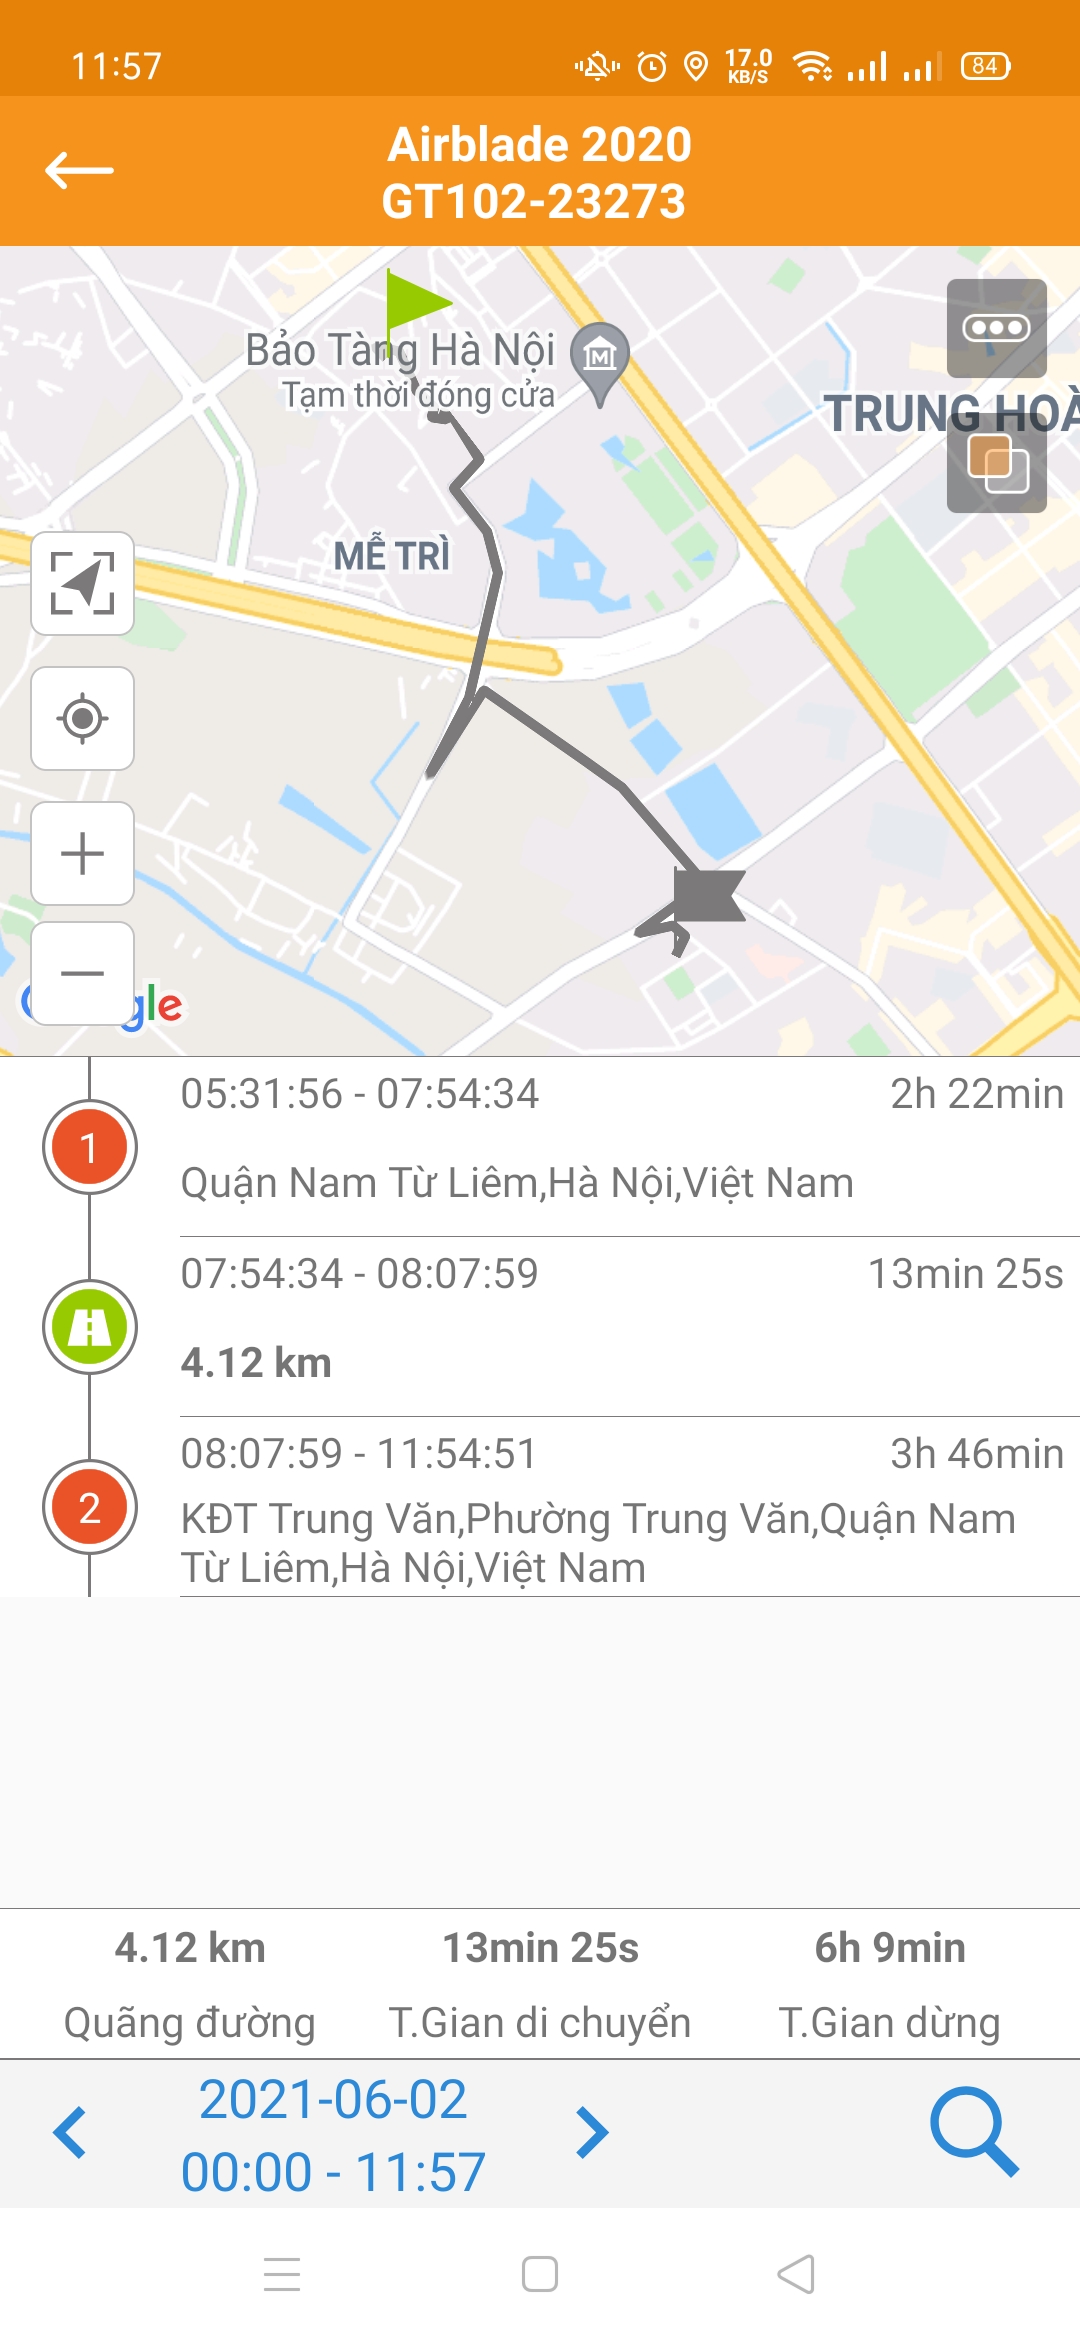 11:57
17.0
KB/S
84
Airblade 2020
GT102-23273
Bảo Tàng Hà Nội
Tạm thời đóng cửa
M
TRUNG HOÀ
MỄ TRÌ
gle
05:31:56 - 07:54:34
2h 22min
1
Quận Nam Từ Liêm,Hà Nội,Việt Nam
07:54:34 - 08:07:59
13min 25s
4.12 km
08:07:59 - 11:54:51
3h 46min
2
KĐT Trung Văn,Phường Trung Văn,Quận Nam
Từ Liêm,Hà Nội,Việt Nam
4.12 km
13min 25s
6h 9min
Quãng đường
T.Gian di chuyển
T.Gian dừng
2021-06-02
00:00 - 11:57